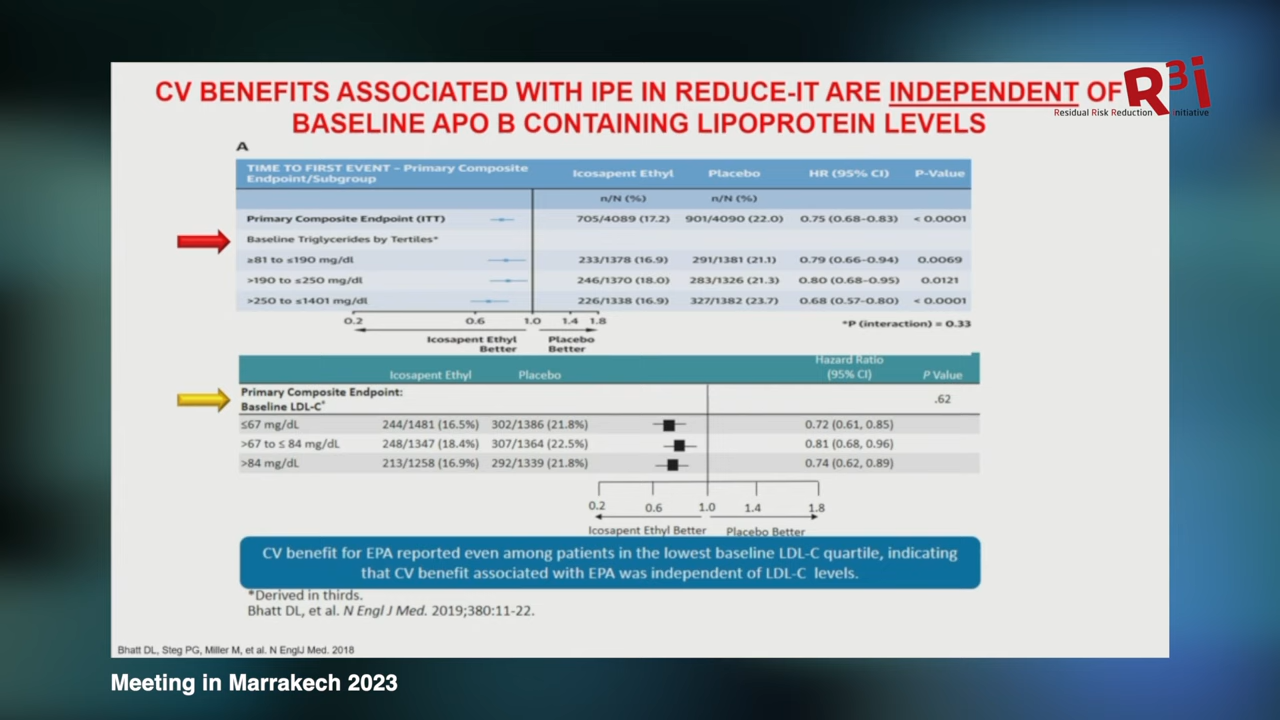 R3i
Residual Risk Reduction Initiative
CV BENEFITS ASSOCIATED WITH IPE IN REDUCE-IT ARE INDEPENDENT OF
BASELINE APO B CONTAINING LIPOPROTEIN LEVELS
A
TIME TO FIRST EVENT – Primary Composite Endpoint/Subgroup Icosapent Ethyl Placebo HR (95% CI) P-Value
n/N (%) n/N (%)
Primary Composite Endpoint (ITT) 705/4089 (17.2) 901/4090 (22.0) 0.75 (0.68–0.83) < 0.0001
Baseline Triglycerides by Tertiles*
≥81 to ≤190 mg/dl 233/1378 (16.9) 291/1381 (21.1) 0.79 (0.66–0.94) 0.0069
>190 to ≤250 mg/dl 246/1370 (18.0) 283/1326 (21.3) 0.80 (0.68–0.95) 0.0121
>250 to ≤1401 mg/dl 226/1338 (16.9) 327/1382 (23.7) 0.68 (0.57–0.80) < 0.0001
0.2 0.6 1.0 1.4 1.8
*P (interaction) = 0.33
Icosapent Ethyl Better Placebo Better
Icosapent Ethyl Placebo Hazard Ratio (95% CI) P Value
Primary Composite Endpoint:
Baseline LDL-C* .62
≤67 mg/dL 244/1481 (16.5%) 302/1386 (21.8%) 0.72 (0.61, 0.85)
>67 to ≤ 84 mg/dL 248/1347 (18.4%) 307/1364 (22.5%) 0.81 (0.68, 0.96)
>84 mg/dL 213/1258 (16.9%) 292/1339 (21.8%) 0.74 (0.62, 0.89)
0.2 0.6 1.0 1.4 1.8
Icosapent Ethyl Better Placebo Better
CV benefit for EPA reported even among patients in the lowest baseline LDL-C quartile, indicating
that CV benefit associated with EPA was independent of LDL-C levels.
*Derived in thirds.
Bhatt DL, et al. N Engl J Med. 2019;380:11-22.
Bhatt DL, Steg PG, Miller M, et al. N EnglJ Med. 2018
Meeting in Marrakech 2023